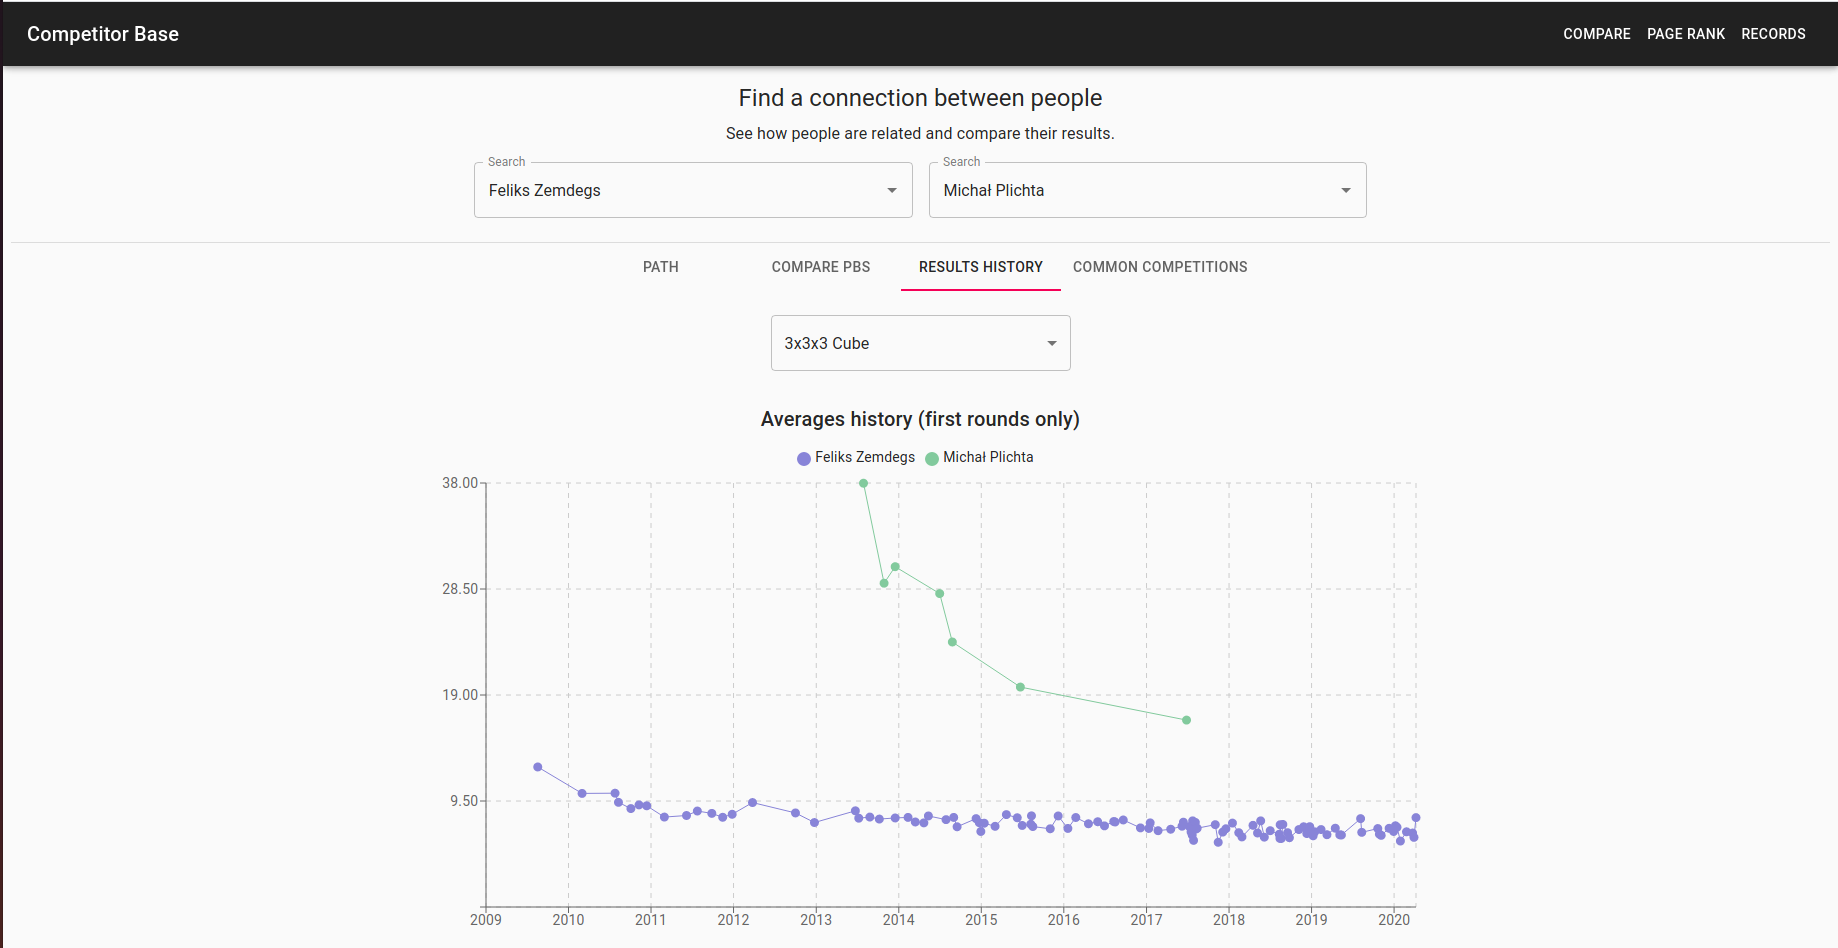 Competitor Base
COMPARE PAGE RANK RECORDS
Find a connection between people
See how people are related and compare their results.
Search
Feliks Zemdegs
Search
Michał Plichta
PATH COMPARE PBS RESULTS HISTORY COMMON COMPETITIONS
3x3x3 Cube
Averages history (first rounds only)
Feliks Zemdegs Michał Plichta
38.00
28.50
19.00
9.50
2009 2010 2011 2012 2013 2014 2015 2016 2017 2018 2019 2020